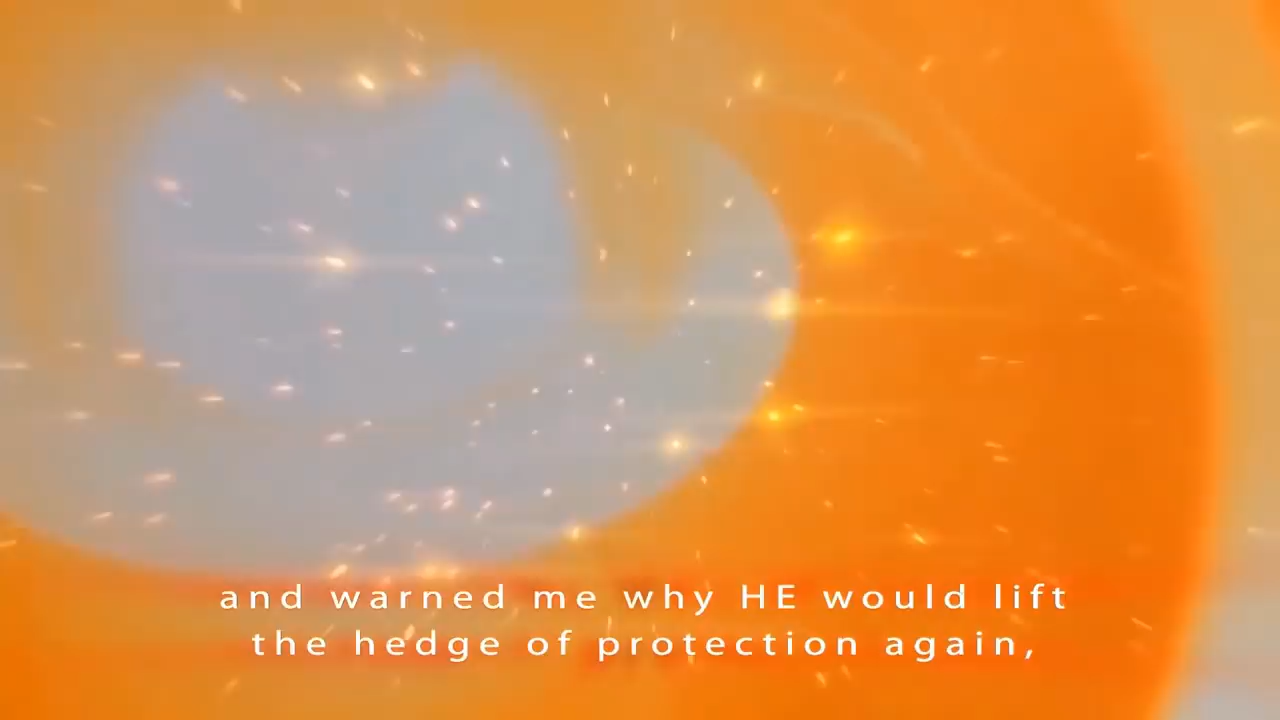 and warned me why HE would lift
the hedge of protection again,